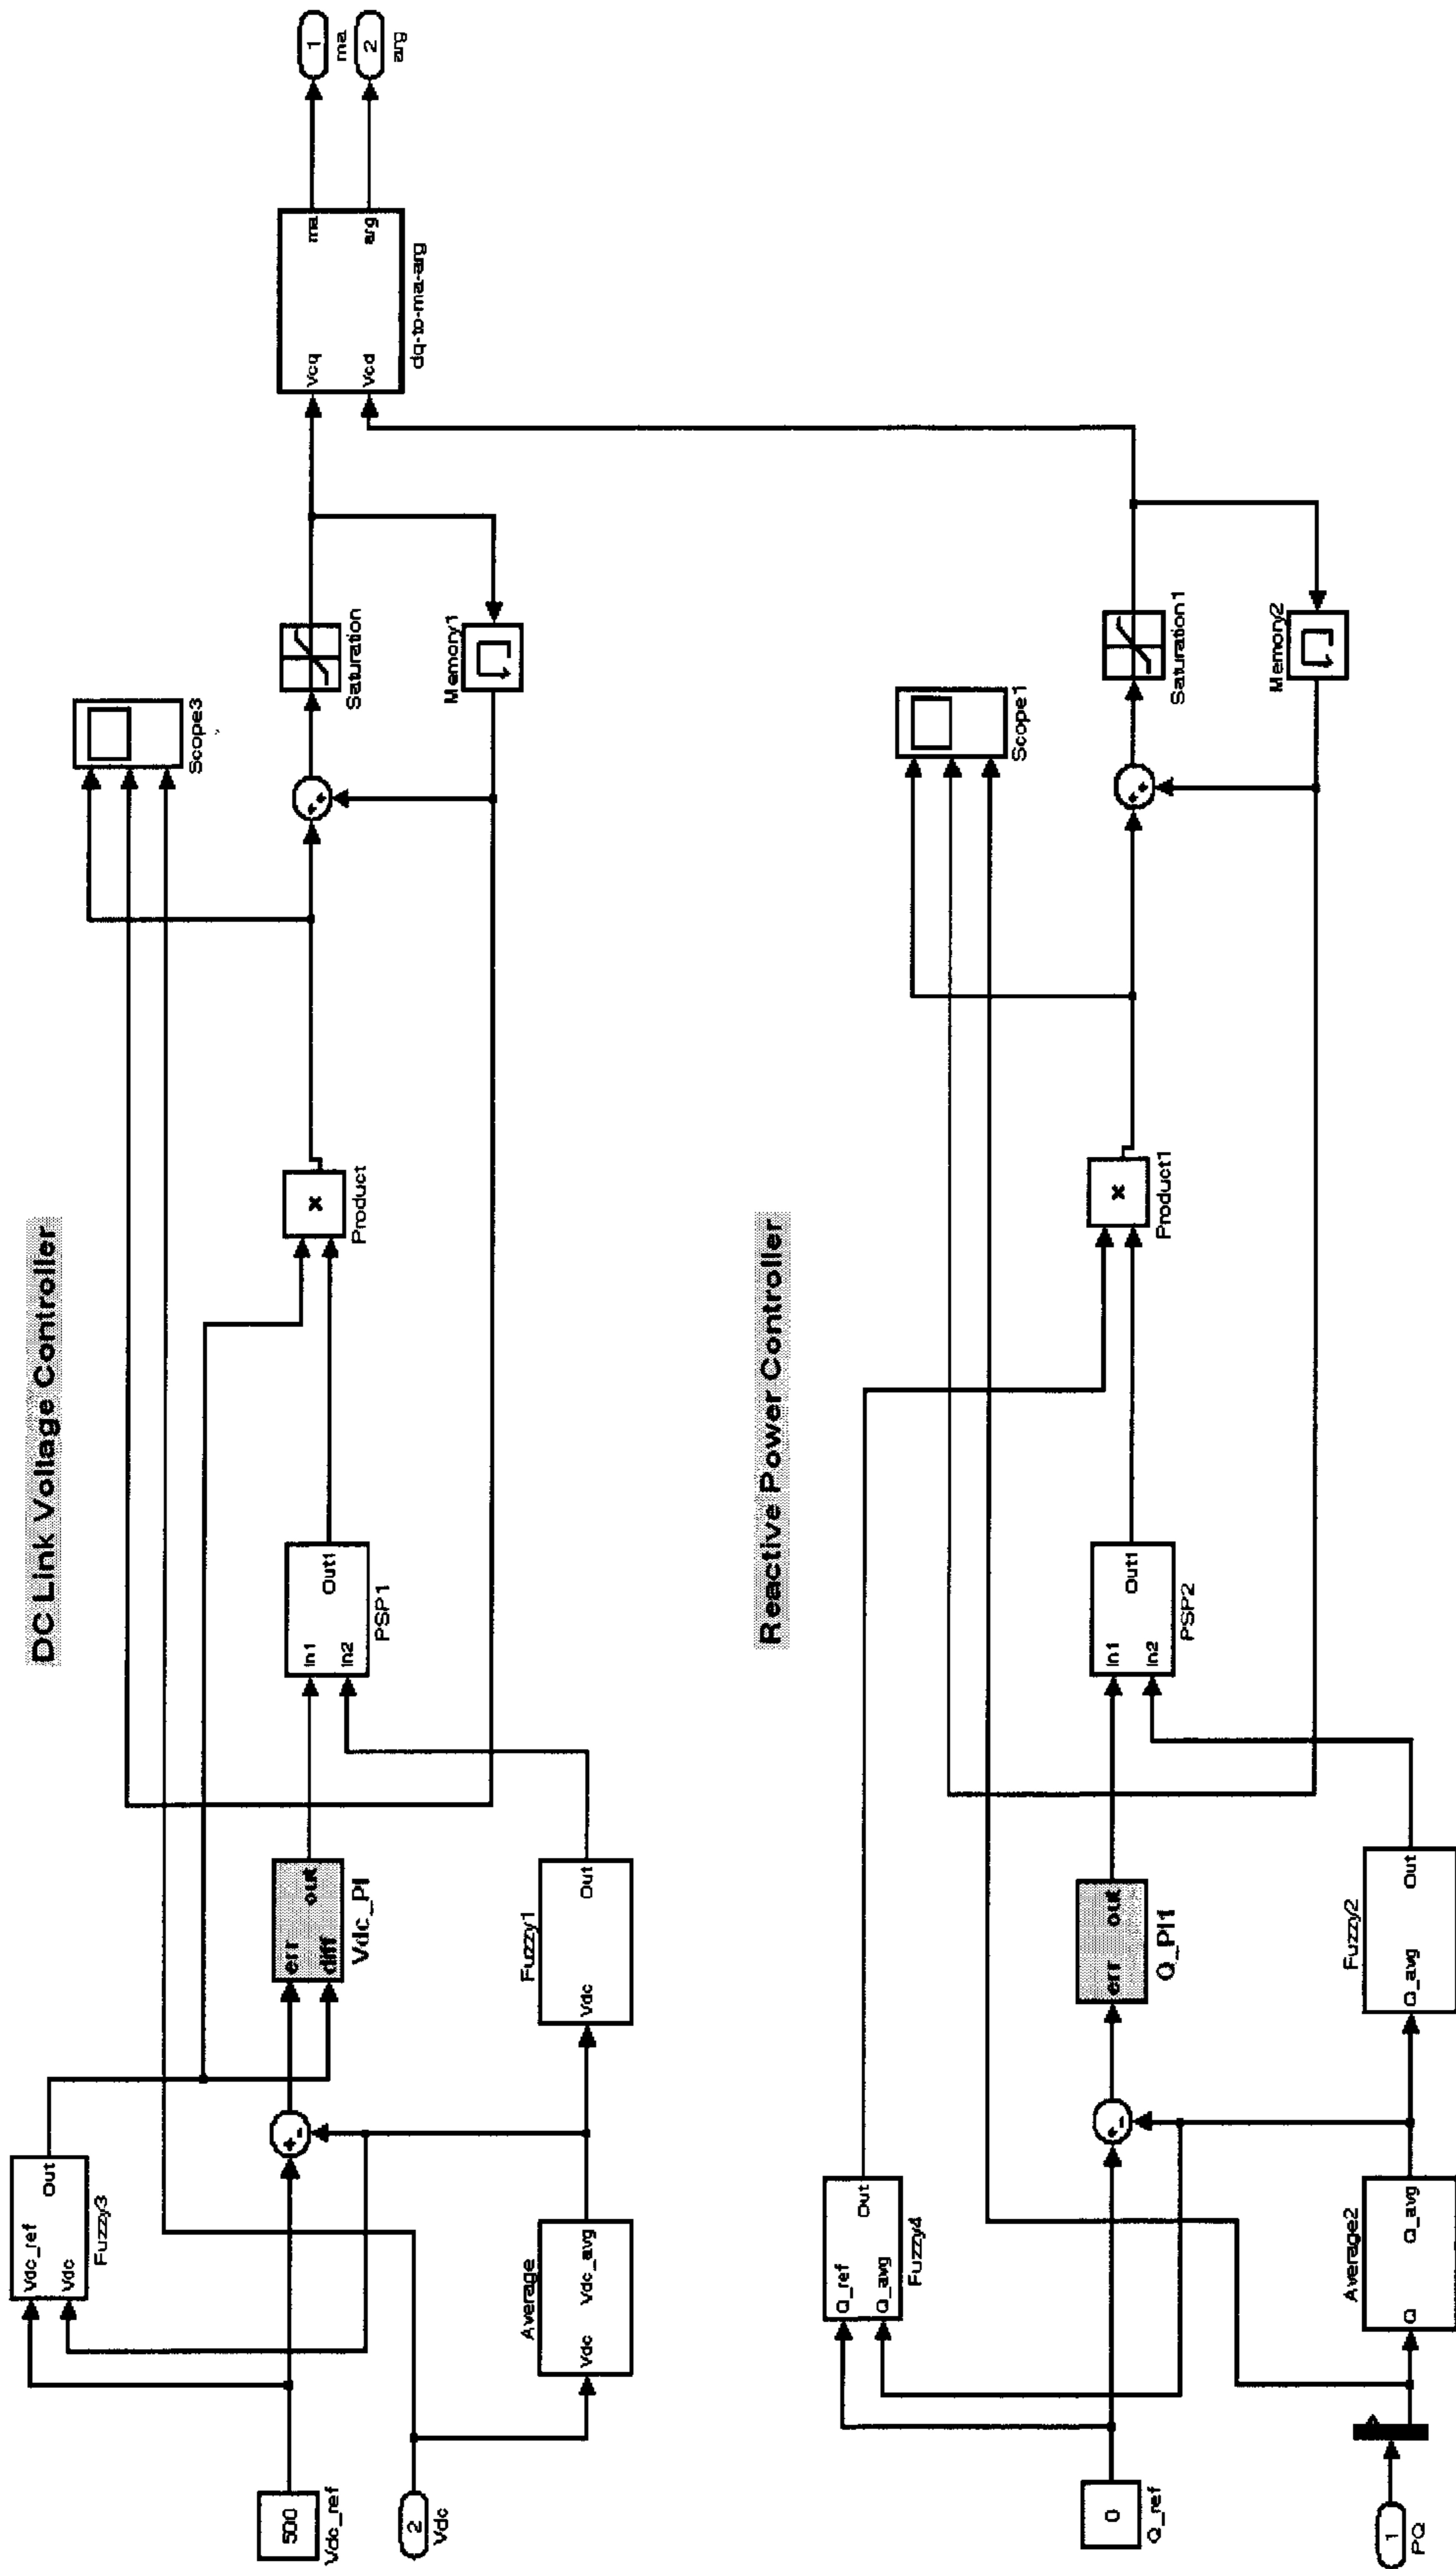 DC Link Voltage Controller
Vdc_ref
Vdc
Out
Fuzzy3
500
Vdc_ref
2
Vdc
+
-
err
diff
out
Vdc_PI
Vdc
Vdc_avg
Average
Vdc
Out
Fuzzy1
In1
In2
Out1
PSP1
x
Product
+
+
Scope3
Saturation
Memory1
Vcq
Vcd
ma
arg
dq-to-ma-arg
1
ma
2
arg
Reactive Power Controller
Q_ref
Q_avg
Out
Fuzzy4
0
Q_ref
1
PQ
+
-
err
out
Q_PI1
Q
Q_avg
Average2
Q_avg
Out
Fuzzy2
In1
In2
Out1
PSP2
x
Product1
+
+
Scope1
Saturation1
Memory2